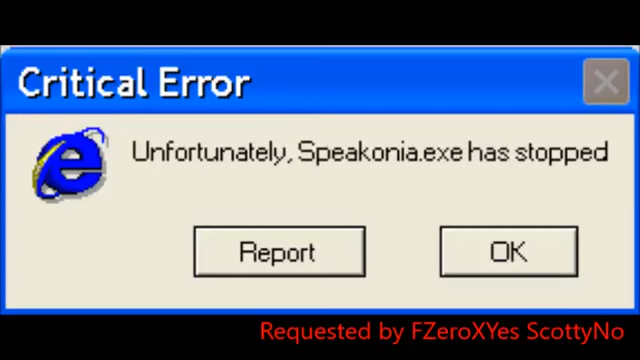 Critical Error
Unfortunately, Speakonia.exe has stopped
Report
OK
Requested by FZeroXYes ScottyNo